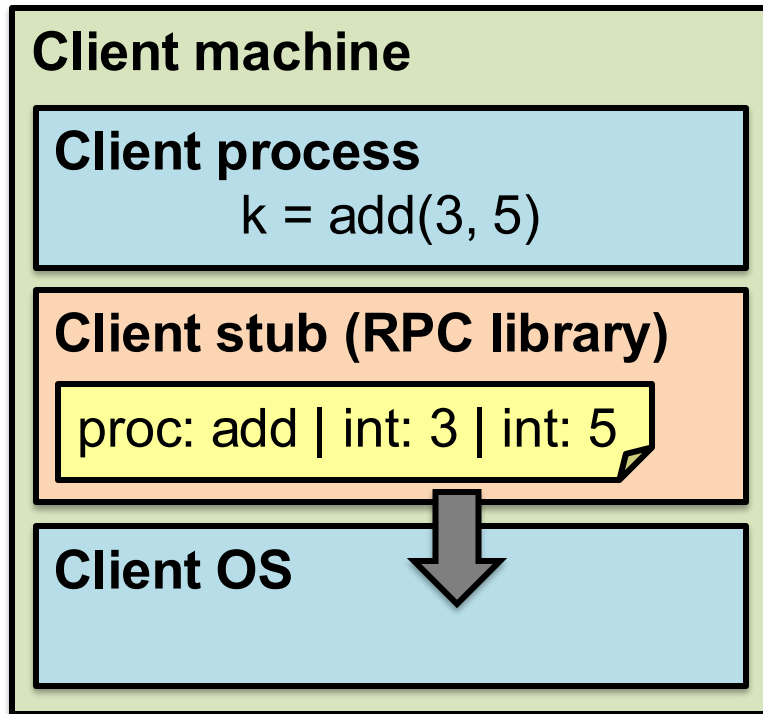 Client machine
Client process
k = add(3, 5)
Client stub (RPC library)
proc: add | int: 3 | int: 5
Client OS